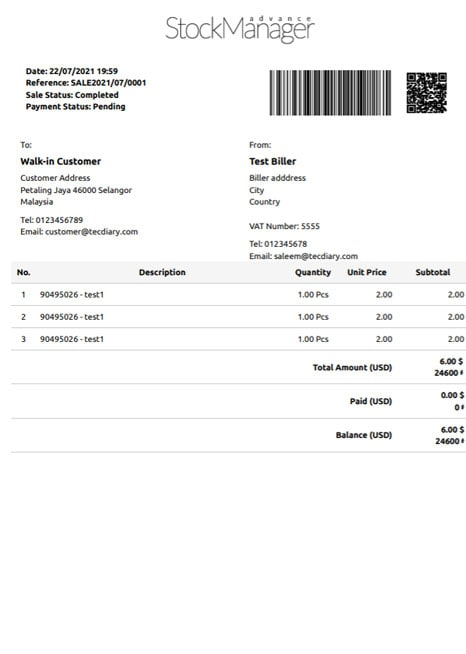 StockManager
advance
Date: 22/07/2021 19:59
Reference: SALE2021/07/0001
Sale Status: Completed
Payment Status: Pending
To:
Walk-in Customer
Customer Address
Petaling Jaya 46000 Selangor
Malaysia
Tel: 0123456789
Email: customer@tecdiary.com
From:
Test Biller
Biller adddress
City
Country
VAT Number: 5555
Tel: 012345678
Email: saleem@tecdiary.com
No. Description Quantity Unit Price Subtotal
1 90495026 - test1 1.00 Pcs 2.00 2.00
2 90495026 - test1 1.00 Pcs 2.00 2.00
3 90495026 - test1 1.00 Pcs 2.00 2.00
Total Amount (USD) 6.00 $
24600 ៛
Paid (USD) 0.00 $
0 ៛
Balance (USD) 6.00 $
24600 ៛